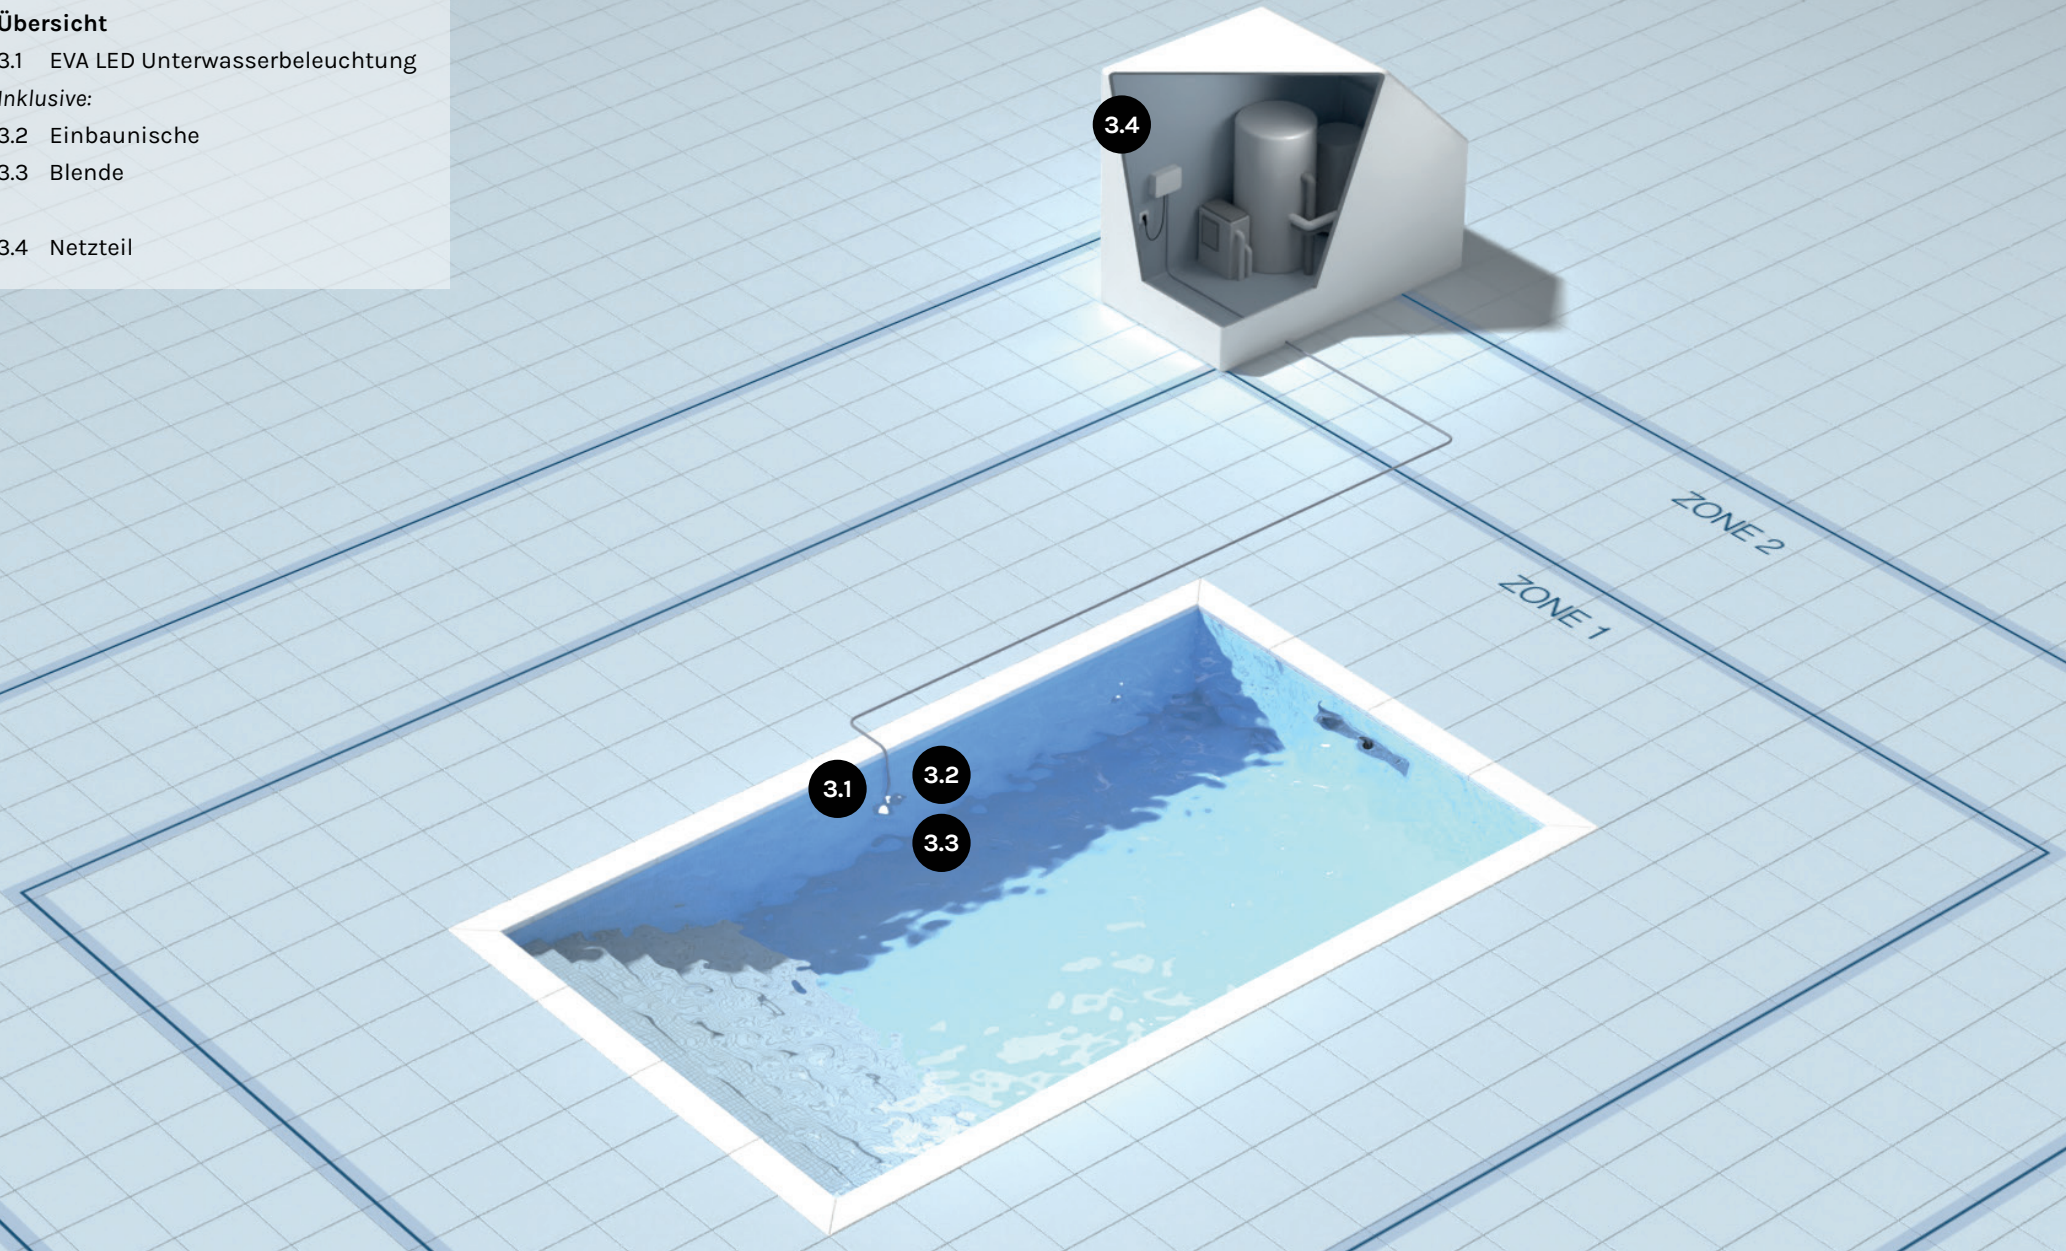 Übersicht
3.1 EVA LED Unterwasserbeleuchtung
Inklusive:
3.2 Einbaunische
3.3 Blende
3.4 Netzteil
3.4
ZONE 2
ZONE 1
3.1
3.2
3.3